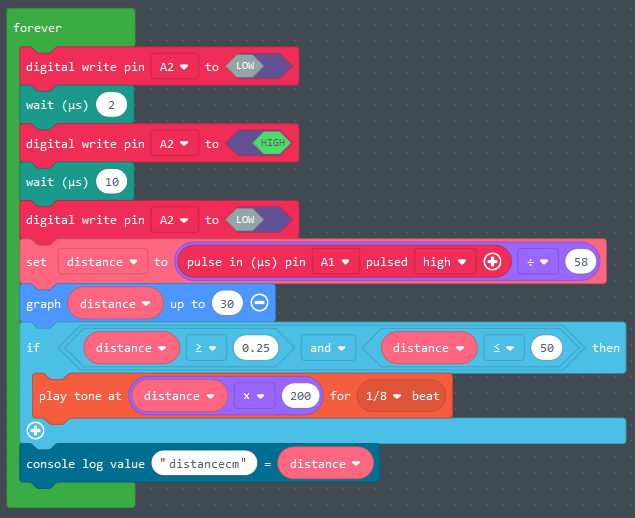 forever
digital write pin A2 to LOW
wait (µs) 2
digital write pin A2 to HIGH
wait (µs) 10
digital write pin A2 to LOW
set distance to pulse in (µs) pin A1 pulsed high ÷ 58
graph distance up to 30
if distance ≥ 0.25 and distance ≤ 50 then
play tone at distance x 200 for 1/8 beat
console log value "distancecm" = distance